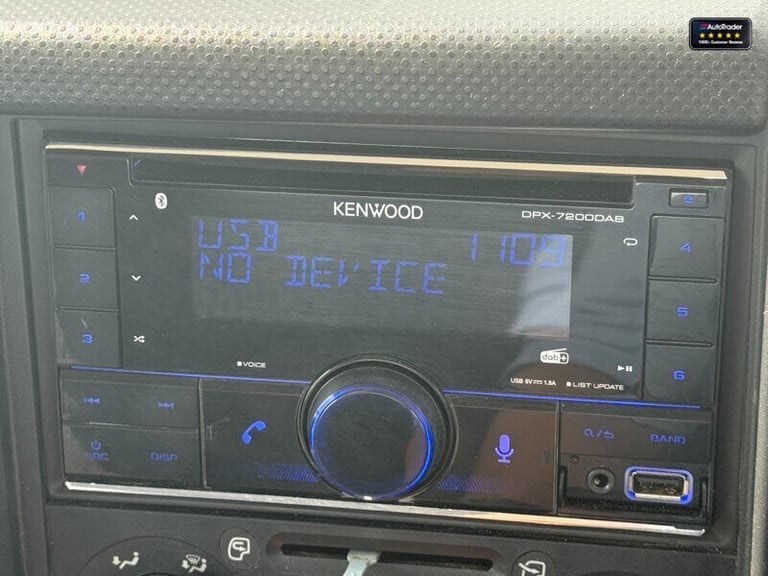 AutoTrader
KENWOOD
DPX-7200DAB
USB 1109
NO DEVICE
1
2
3
4
5
6
VOICE
dab+
USB 5V 1.5A
LIST UPDATE
SRC
DISP
BAND